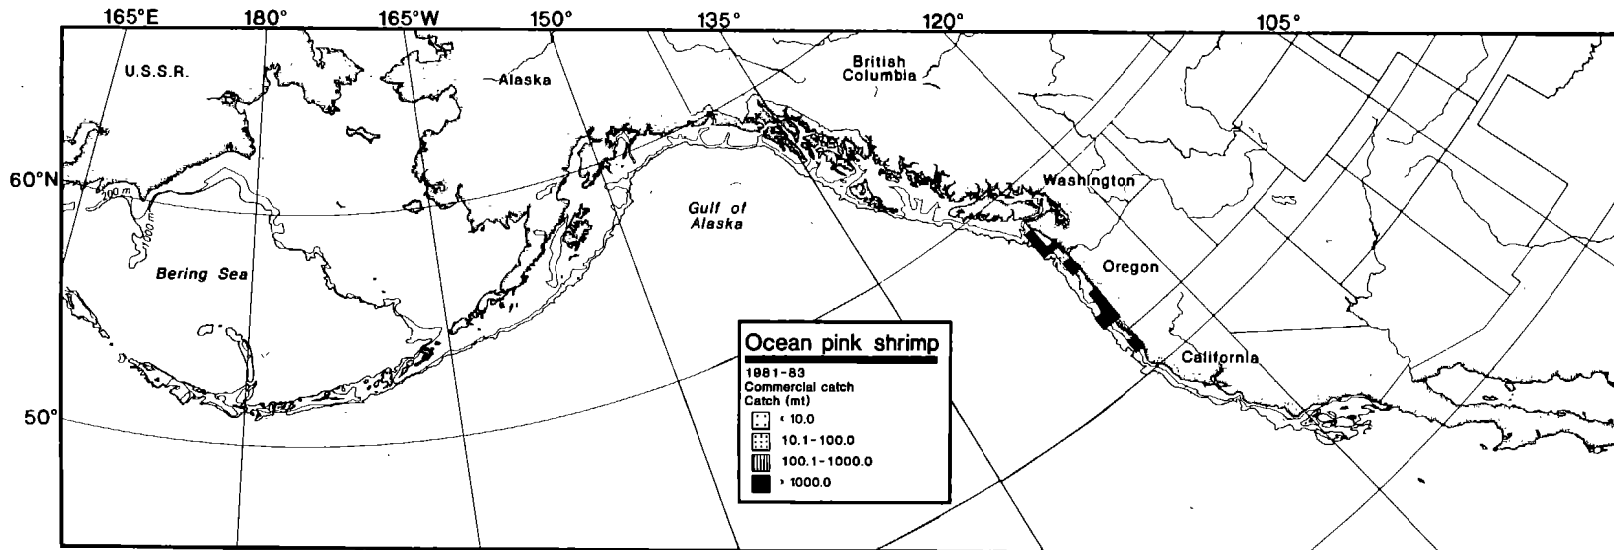 165°E 180° 165°W 150° 135° 120° 105°
U.S.S.R.
Alaska
British
Columbia
60°N
Washington
Gulf of
Alaska
Bering Sea
Oregon
Ocean pink shrimp
1981-83
Commercial catch
Catch (mt)
< 10.0
10.1-100.0
100.1-1000.0
> 1000.0
California
50°